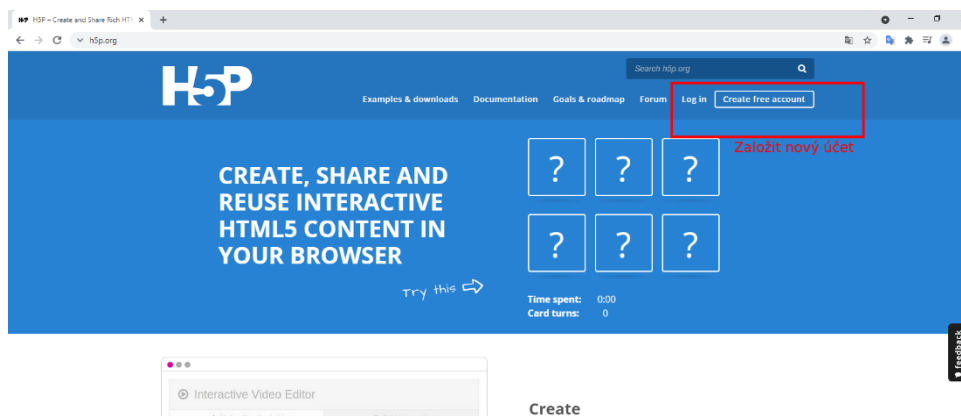 H5P H5P – Create and Share Rich HTM
h5p.org
H5P
Search h5p.org
Examples & downloads Documentation Goals & roadmap Forum Log in Create free account
Založit nový účet
CREATE, SHARE AND
REUSE INTERACTIVE
HTML5 CONTENT IN
YOUR BROWSER
Try this
? ? ?
? ? ?
Time spent: 0:00
Card turns: 0
feedback
Interactive Video Editor
Create